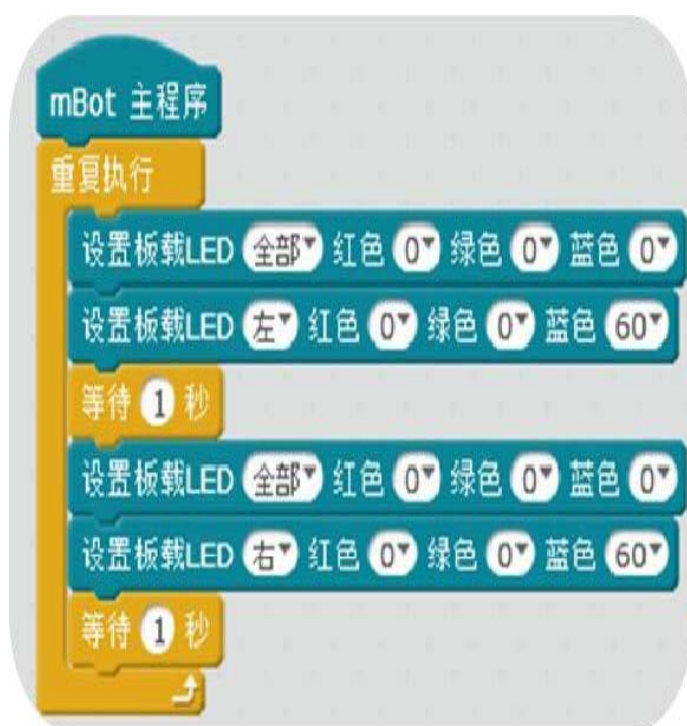 mBot 主程序
重复执行
设置板载LED 全部 红色 0 绿色 0 蓝色 0
设置板载LED 左 红色 0 绿色 0 蓝色 60
等待 1 秒
设置板载LED 全部 红色 0 绿色 0 蓝色 0
设置板载LED 右 红色 0 绿色 0 蓝色 60
等待 1 秒